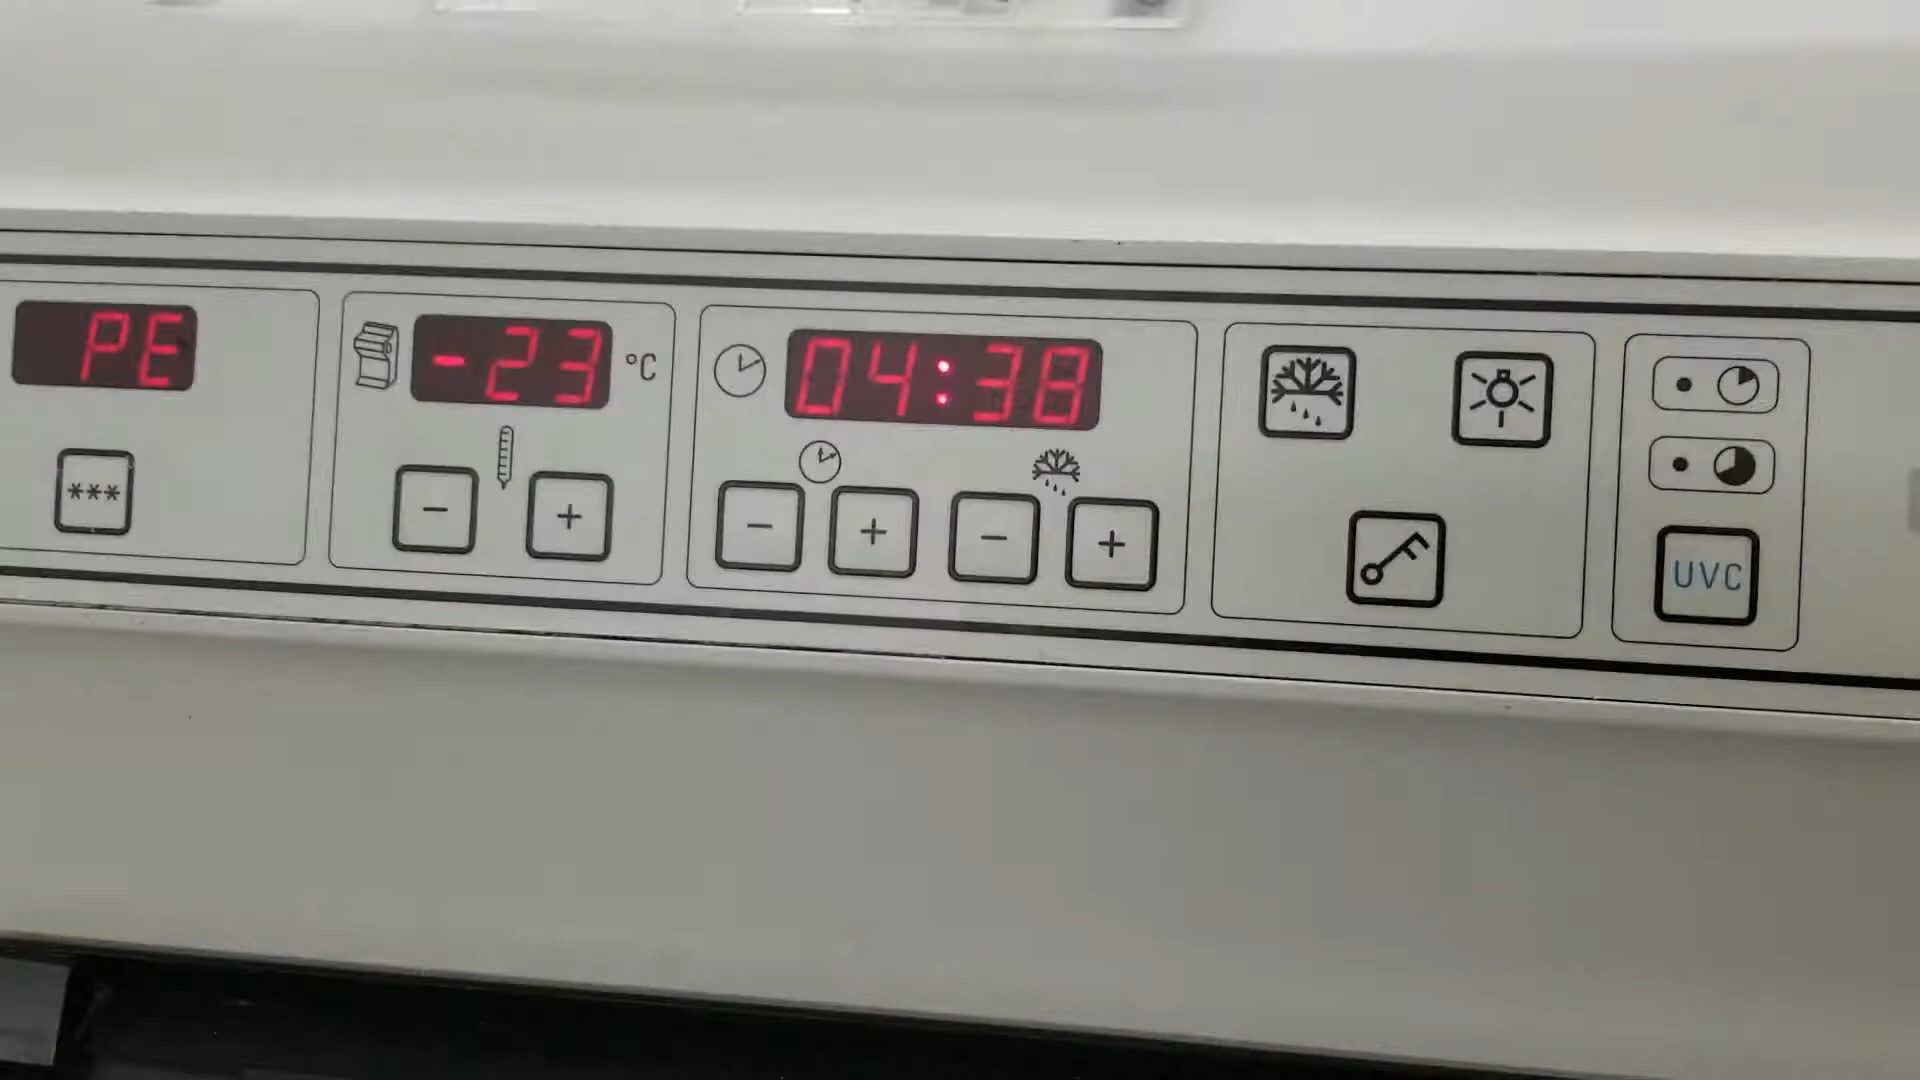 PE
-23 °C
04:38
***
- +
- + - +
UVC